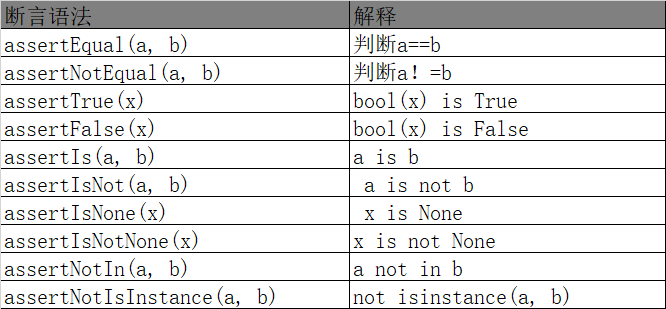 断言语法 解释
assertEqual(a, b) 判断a==b
assertNotEqual(a, b) 判断a！=b
assertTrue(x) bool(x) is True
assertFalse(x) bool(x) is False
assertIs(a, b) a is b
assertIsNot(a, b) a is not b
assertIsNone(x) x is None
assertIsNotNone(x) x is not None
assertNotIn(a, b) a not in b
assertNotIsInstance(a, b) not isinstance(a, b)